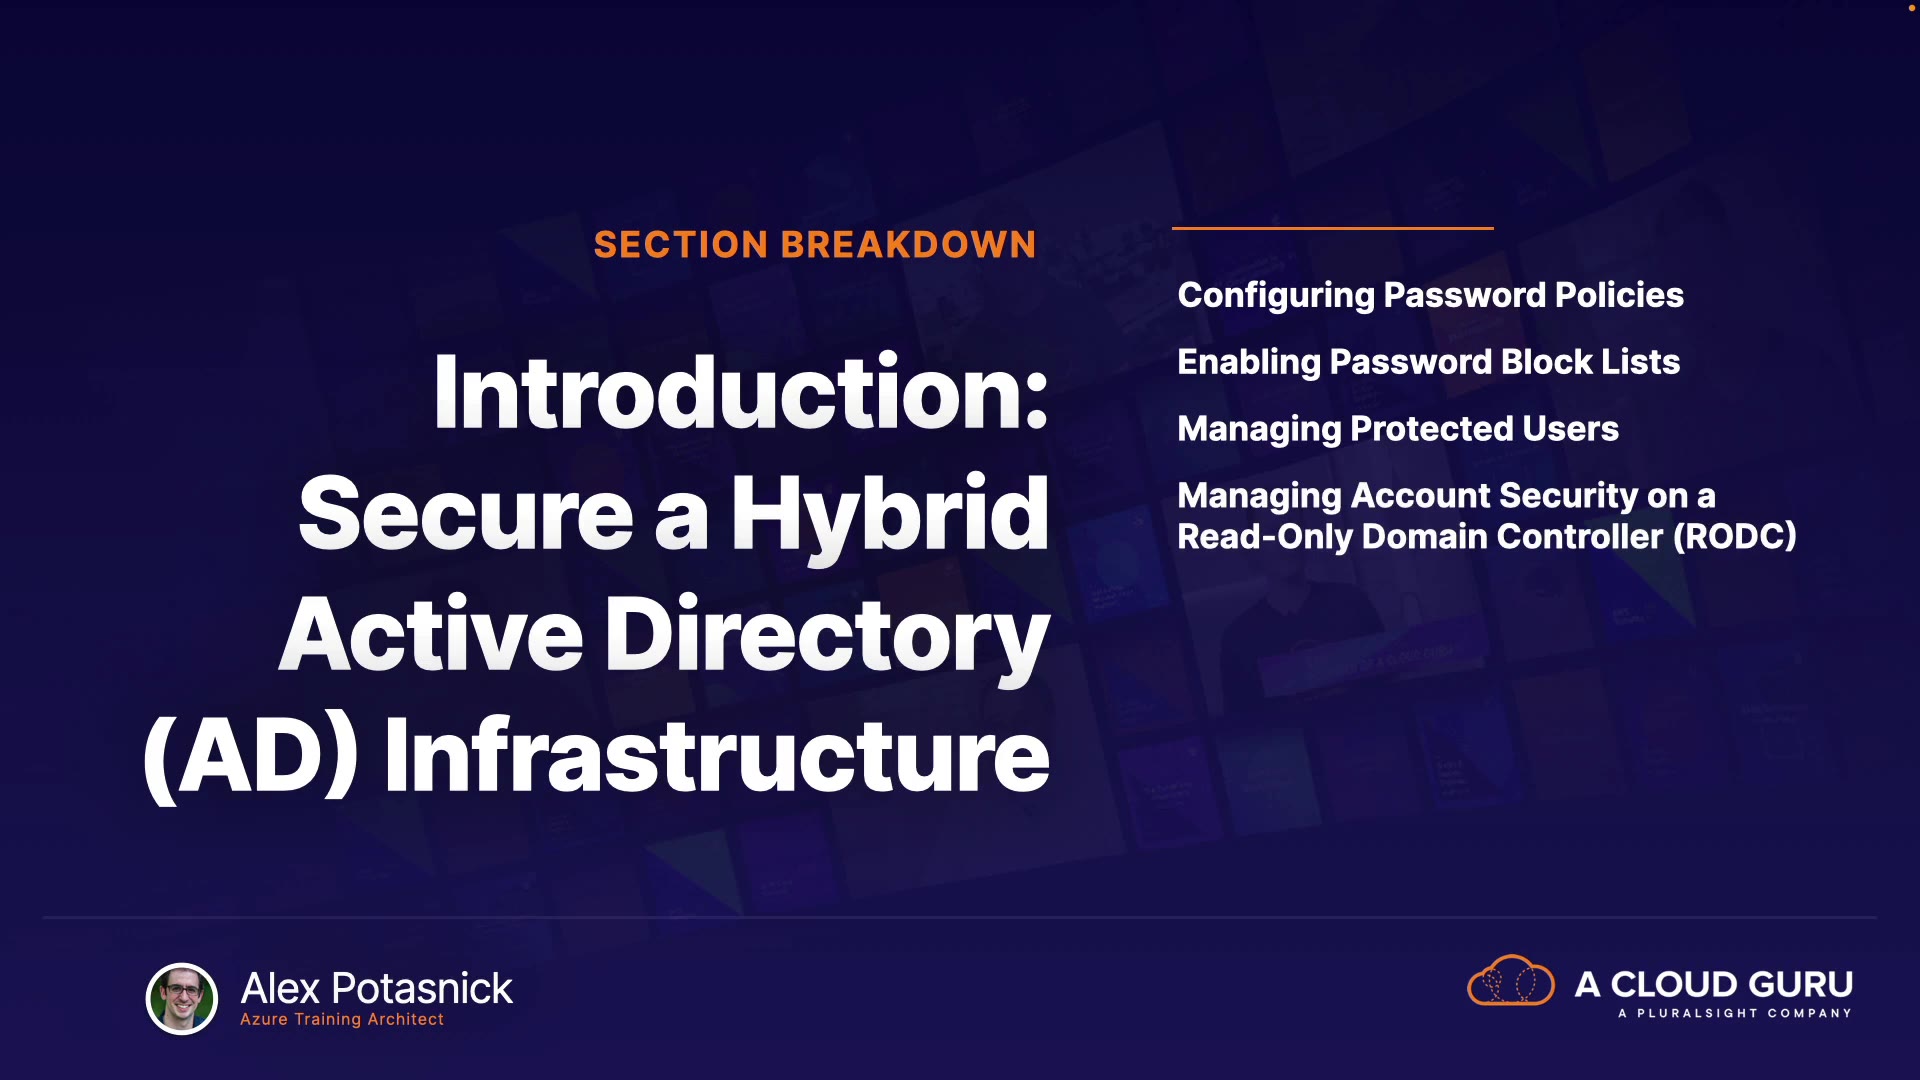 SECTION BREAKDOWN
Introduction:
Secure a Hybrid
Active Directory
(AD) Infrastructure
Configuring Password Policies
Enabling Password Block Lists
Managing Protected Users
Managing Account Security on a
Read-Only Domain Controller (RODC)
Alex Potasnick
Azure Training Architect
A CLOUD GURU
A PLURALSIGHT COMPANY